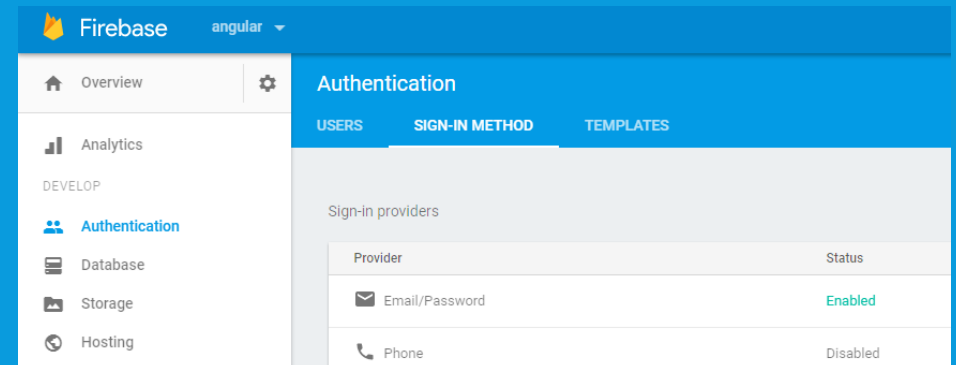 Firebase angular
Overview
Analytics
DEVELOP
Authentication
Database
Storage
Hosting
Authentication
USERS SIGN-IN METHOD TEMPLATES
Sign-in providers
Provider Status
Email/Password Enabled
Phone Disabled